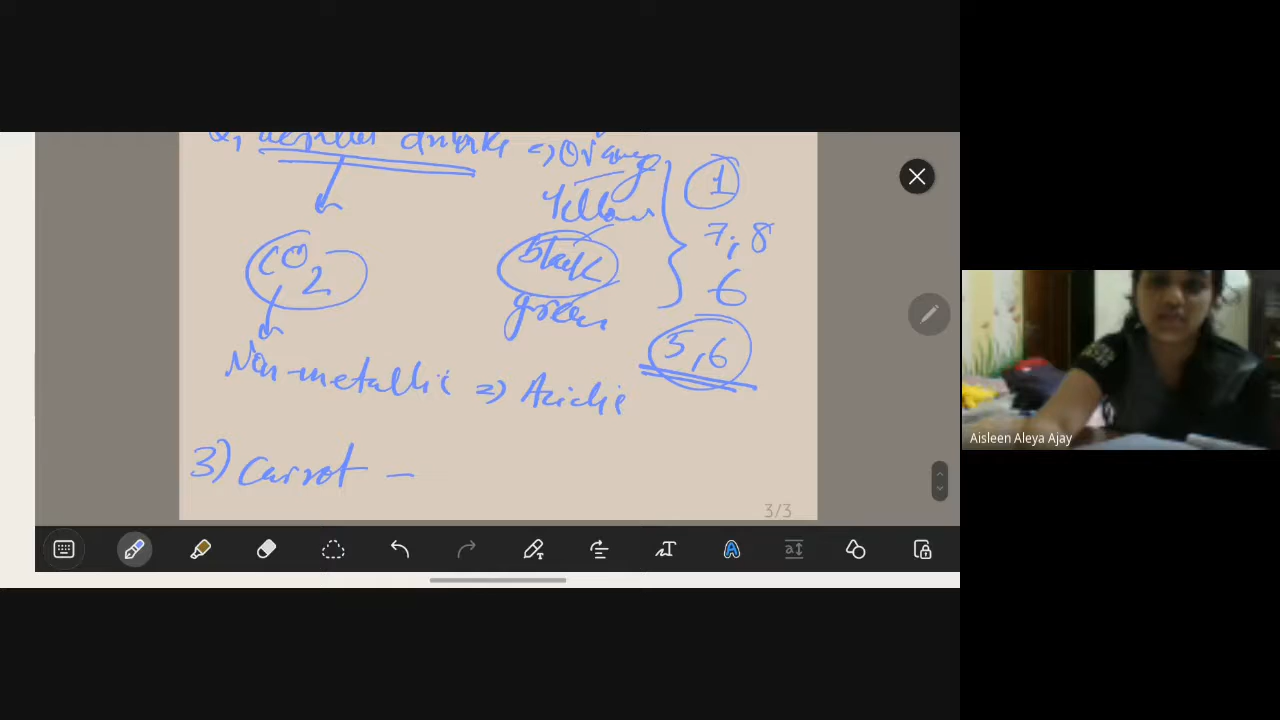 drinks => Orange
Yellow
black
green
1
7, 8
6
5, 6
CO2
Non-metallic => Acidic
3) Carrot -
3/3
Aisleen Aleya Ajay